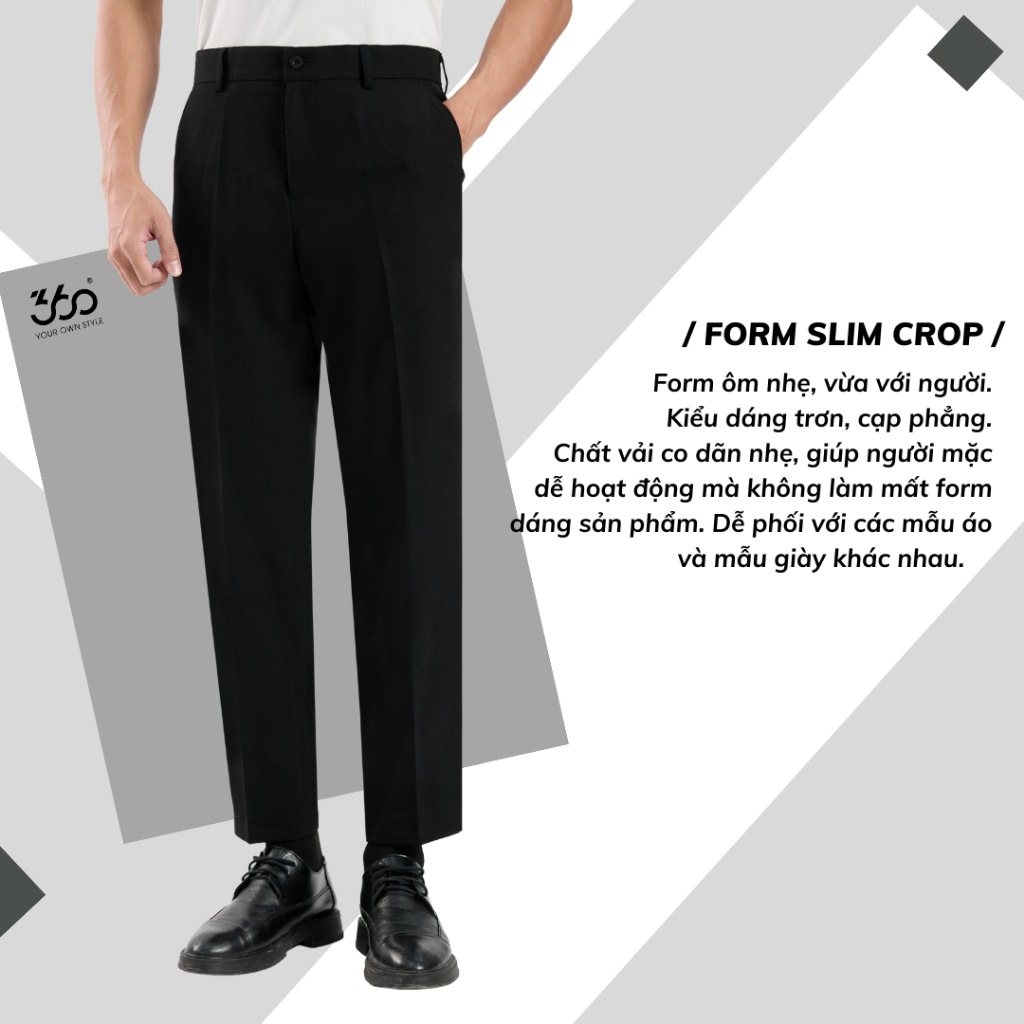 360®
YOUR OWN STYLE
/ FORM SLIM CROP /
Form ôm nhẹ, vừa với người.
Kiểu dáng trơn, cạp phẳng.
Chất vải co dãn nhẹ, giúp người mặc
dễ hoạt động mà không làm mất form
dáng sản phẩm. Dễ phối với các mẫu áo
và mẫu giày khác nhau.